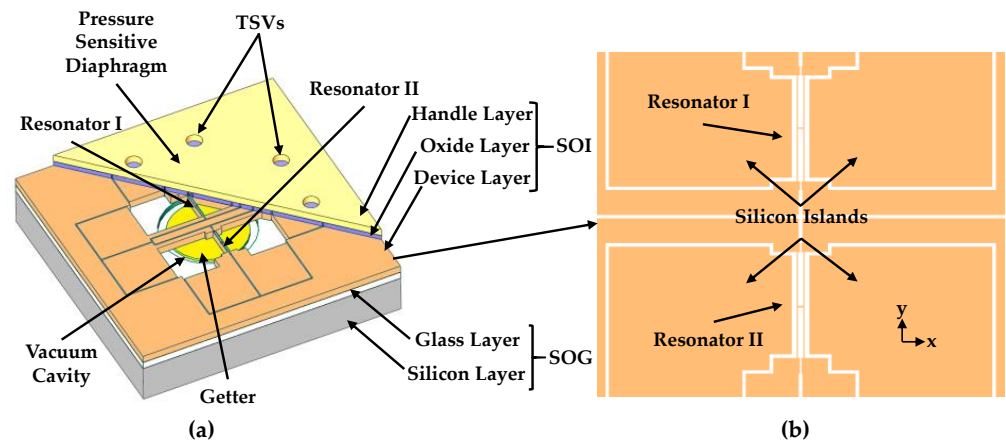 Pressure
Sensitive
Diaphragm
TSVs
Resonator II
Resonator I
Handle Layer
Oxide Layer
SOI
Device Layer
Vacuum
Cavity
Getter
Glass Layer
SOG
Silicon Layer
(a)
Resonator I
Silicon Islands
Resonator II
y
x
(b)